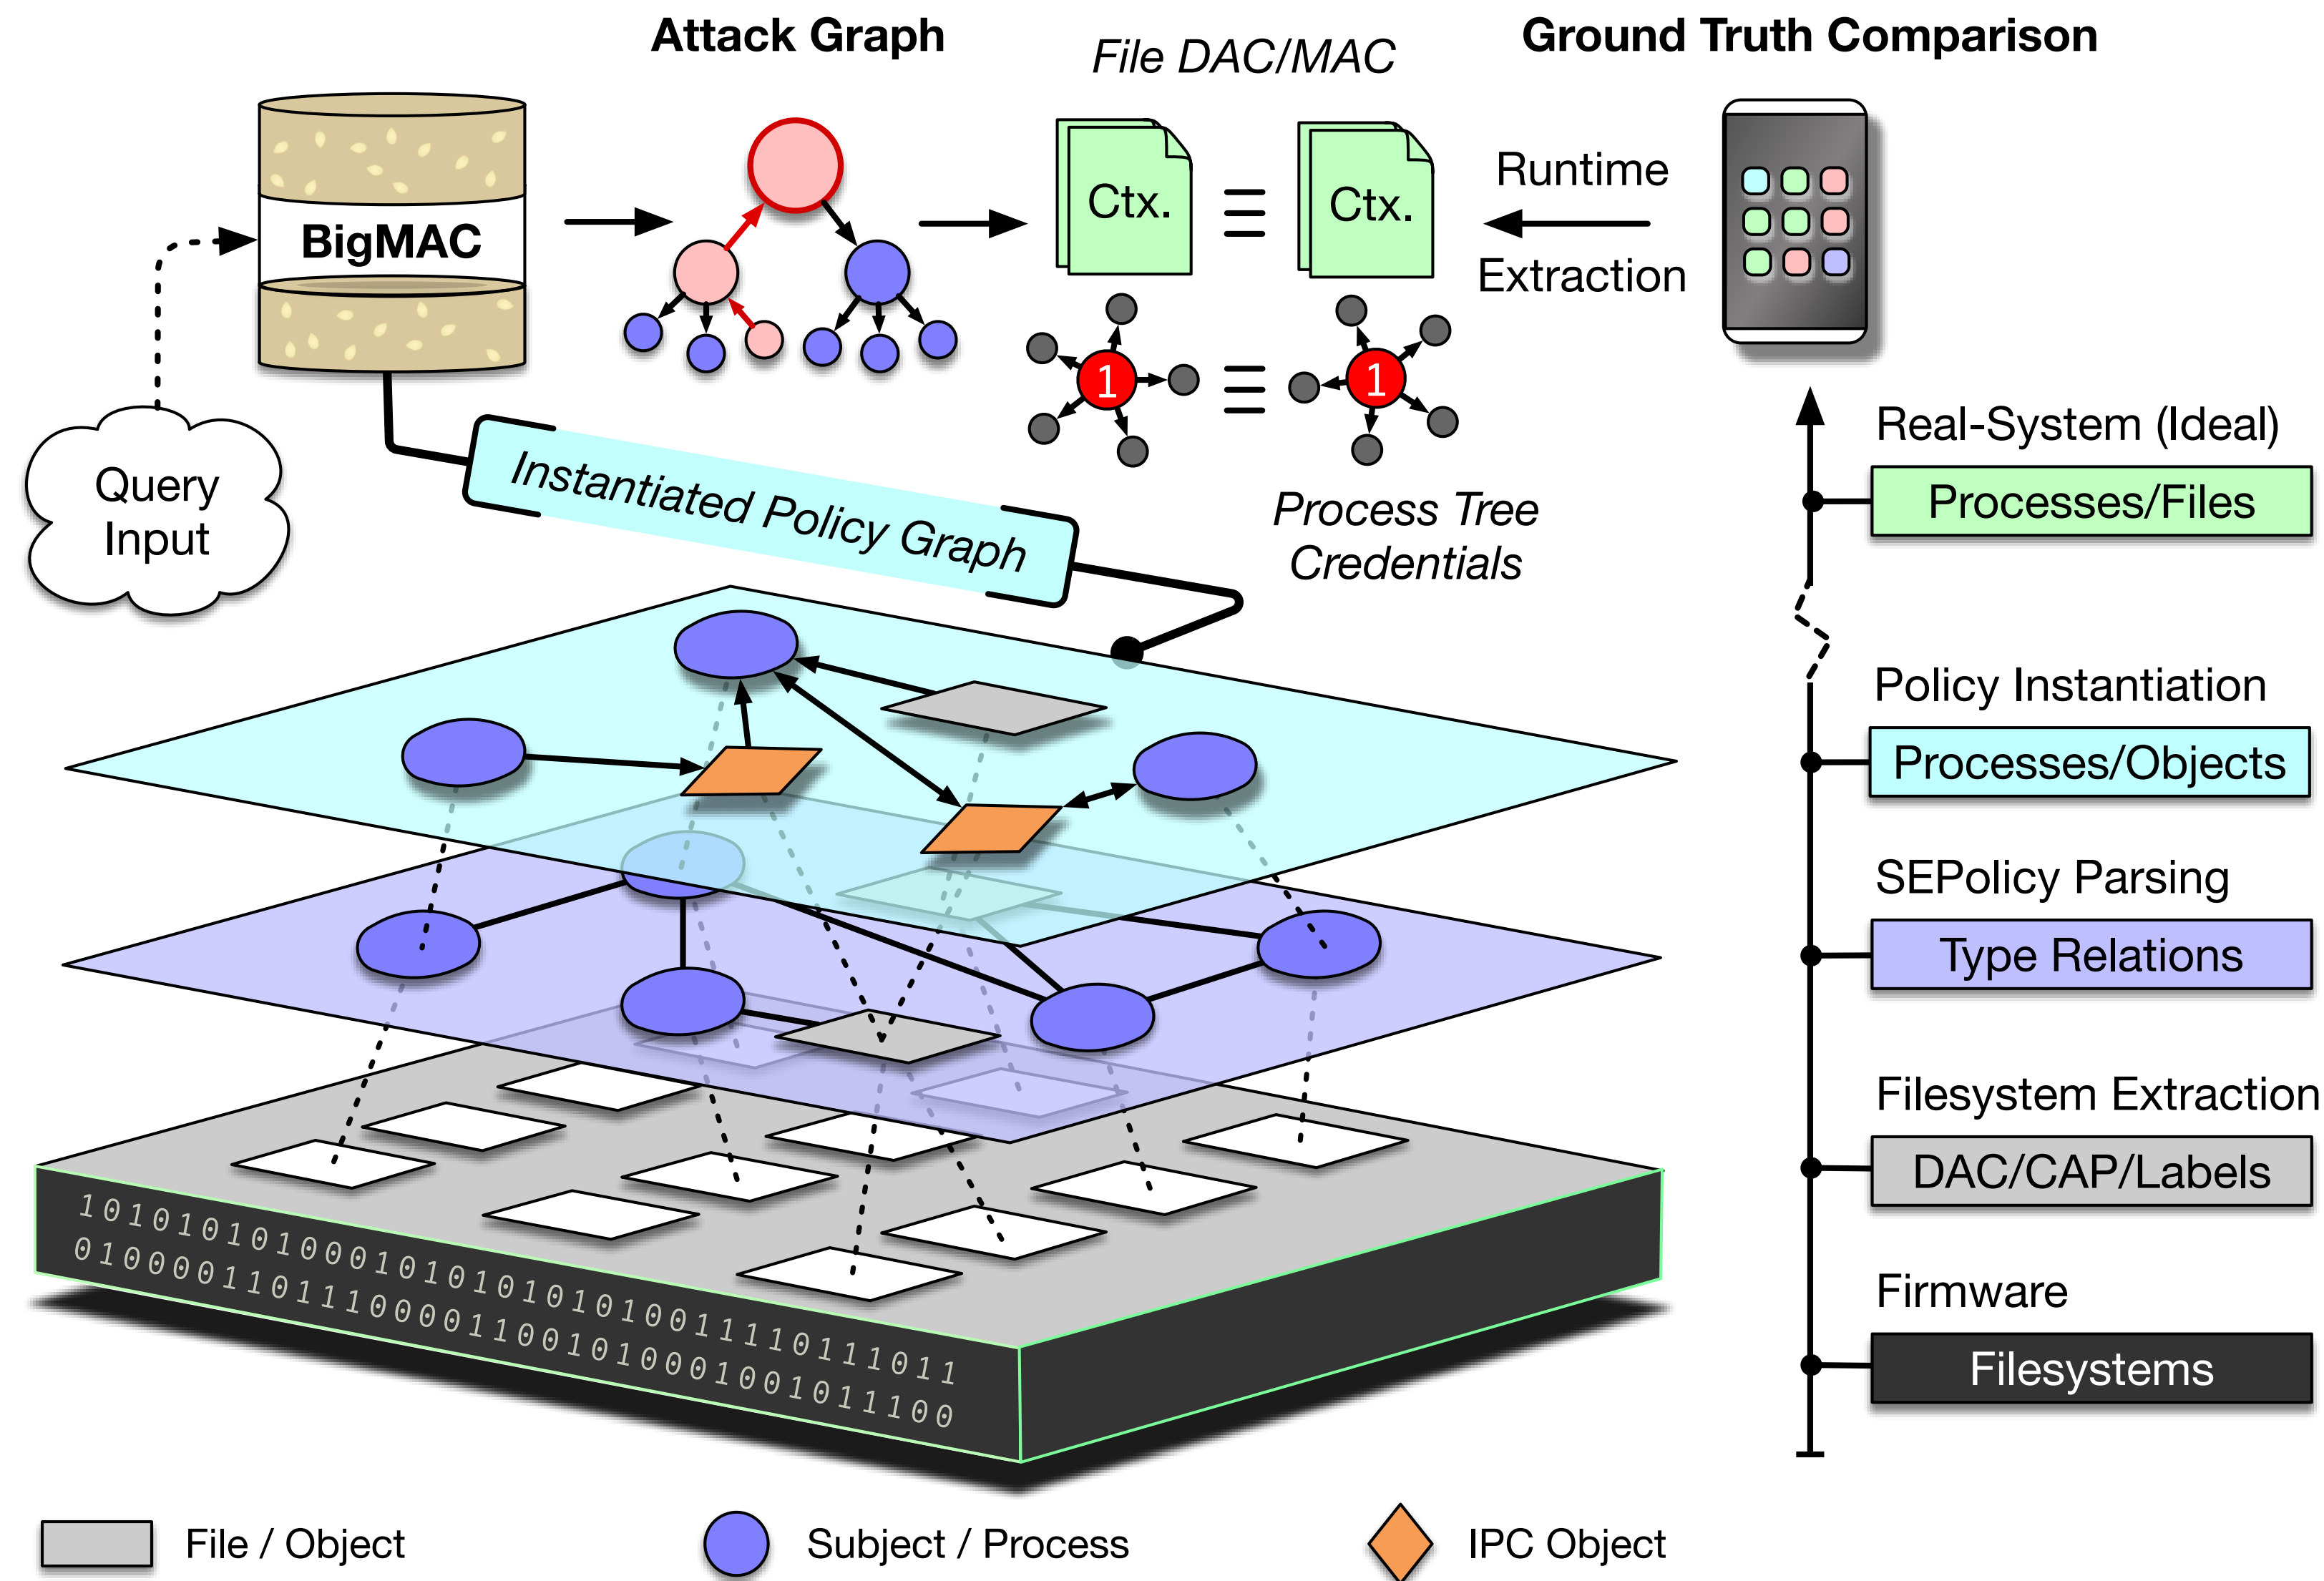 Attack Graph
File DAC/MAC
Ground Truth Comparison
BigMAC
Ctx.
Ctx.
Runtime
Extraction
1
1
Query
Input
Instantiated Policy Graph
Process Tree
Credentials
Real-System (Ideal)
Processes/Files
Policy Instantiation
Processes/Objects
SEPolicy Parsing
Type Relations
Filesystem Extraction
DAC/CAP/Labels
010000110111000011001010001001011100
Firmware
Filesystems
File / Object
Subject / Process
IPC Object